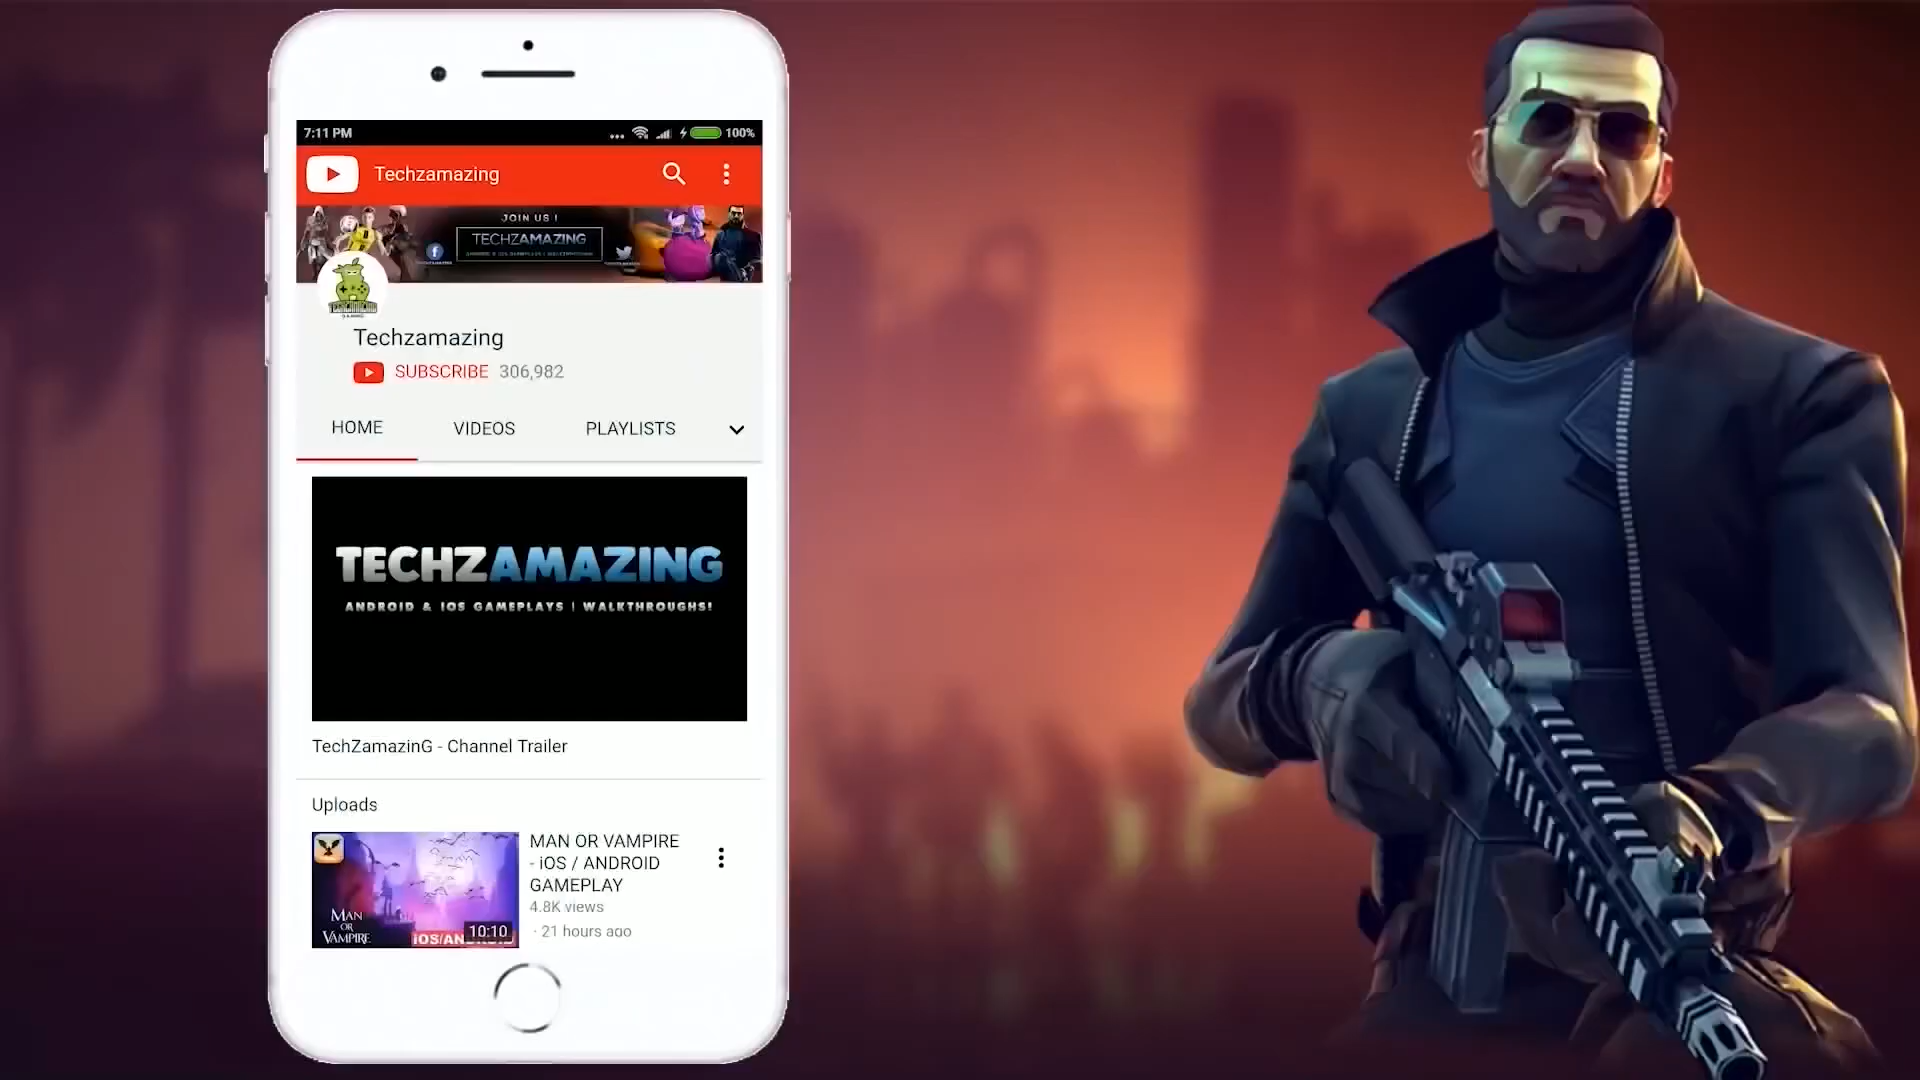 7:11 PM
100%
Techzamazing
JOIN US !
TECHZAMAZING
Techzamazing
SUBSCRIBE 306,982
HOME VIDEOS PLAYLISTS
TECHZAMAZING
ANDROID & IOS GAMEPLAYS | WALKTHROUGHS!
TechZamazinG - Channel Trailer
Uploads
MAN OR VAMPIRE
- iOS / ANDROID
GAMEPLAY
4.8K views
· 21 hours ago
MAN
OR
VAMPIRE
10:10